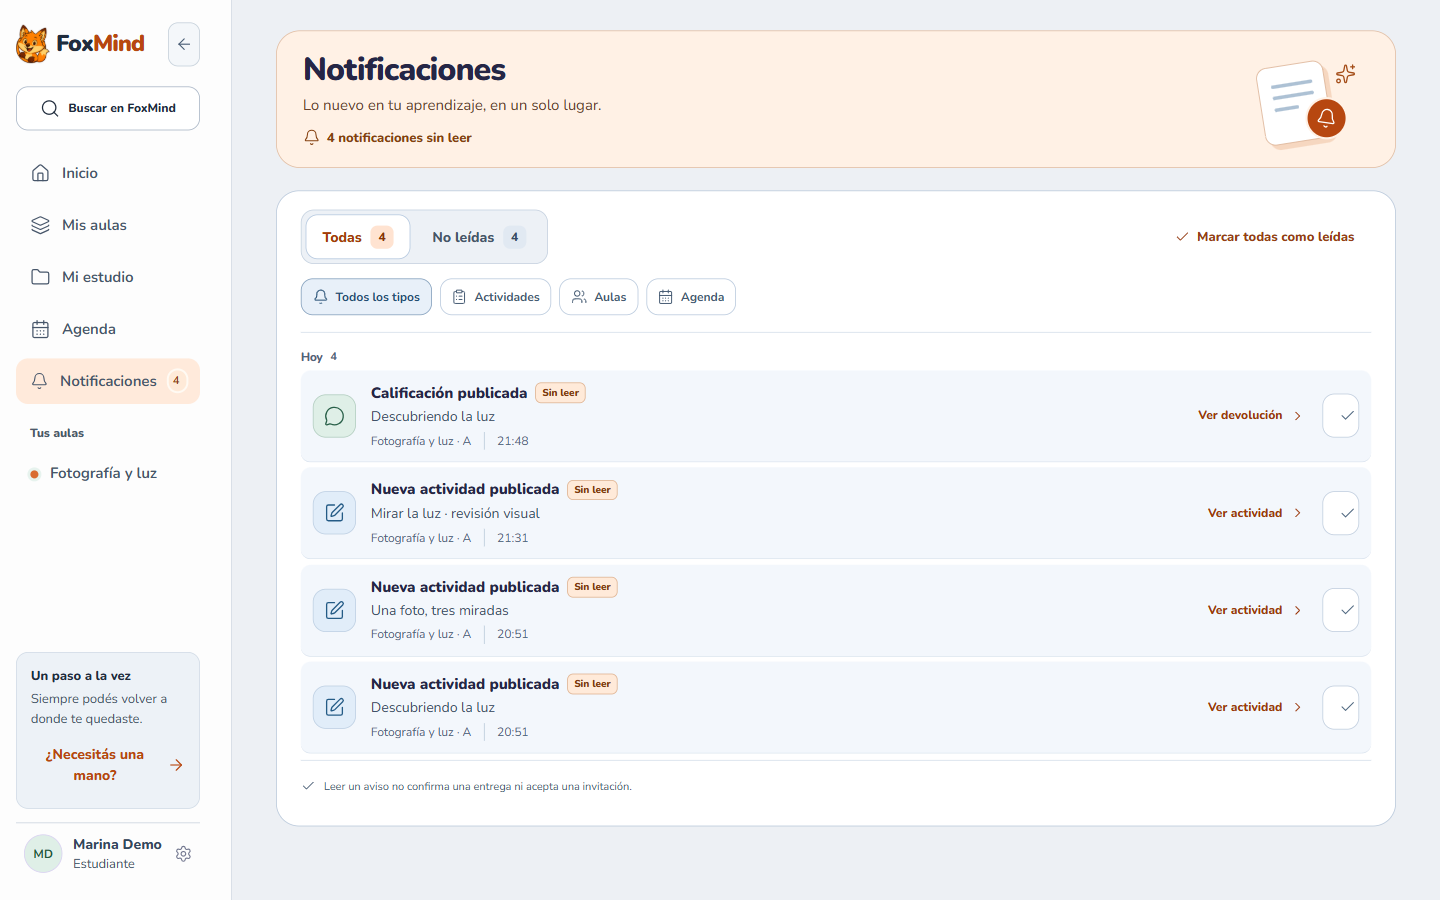 FoxMind
Buscar en FoxMind
Inicio
Mis aulas
Mi estudio
Agenda
Notificaciones 4
Tus aulas
Fotografía y luz
Un paso a la vez
Siempre podés volver a
donde te quedaste.
¿Necesitás una
mano?
MD
Marina Demo
Estudiante
Notificaciones
Lo nuevo en tu aprendizaje, en un solo lugar.
4 notificaciones sin leer
Todas 4
No leídas 4
Marcar todas como leídas
Todos los tipos
Actividades
Aulas
Agenda
Hoy 4
Calificación publicada Sin leer
Descubriendo la luz
Fotografía y luz · A 21:48
Ver devolución
Nueva actividad publicada Sin leer
Mirar la luz · revisión visual
Fotografía y luz · A 21:31
Ver actividad
Nueva actividad publicada Sin leer
Una foto, tres miradas
Fotografía y luz · A 20:51
Ver actividad
Nueva actividad publicada Sin leer
Descubriendo la luz
Fotografía y luz · A 20:51
Ver actividad
Leer un aviso no confirma una entrega ni acepta una invitación.